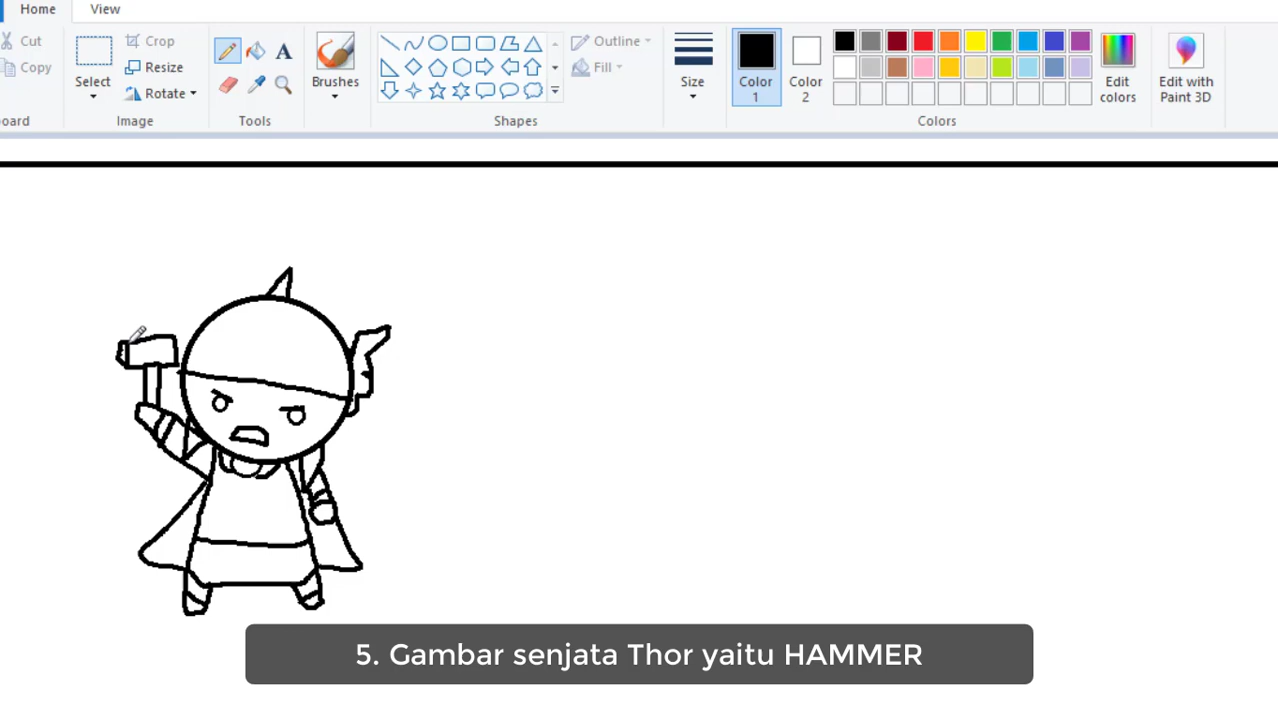 Home View
Cut
Copy
oard
Select
Crop
Resize
Rotate
Image
A
Tools
Brushes
Outline
Fill
Shapes
Size
Color
1
Color
2
Edit
colors
Colors
Edit with
Paint 3D
5. Gambar senjata Thor yaitu HAMMER